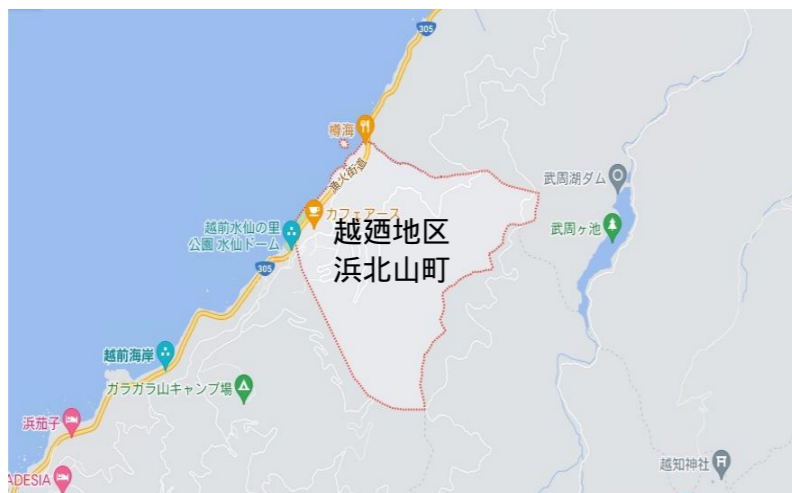 305
樽海
漁火街道
武周湖ダム
カフェアース
越前水仙の里
公園 水仙ドーム
越廼地区
浜北山町
武周ヶ池
305
越前海岸
ガラガラ山キャンプ場
浜茄子
越知神社
ADESIA